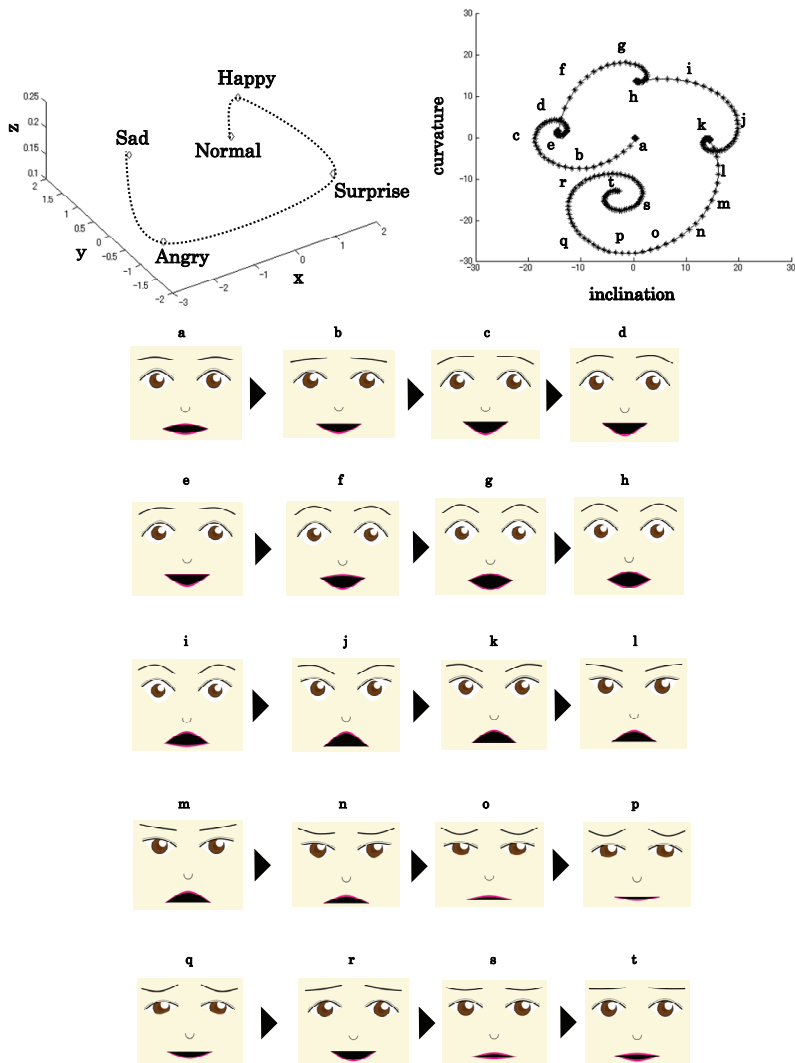 Happy
Sad
Normal
Surprise
Angry
z
0.25
0.2
0.15
0.1
y
2
1.5
1
0.5
0
−0.5
−1
−1.5
−2
x
−3
−2
−1
0
1
2
curvature
30
20
10
0
−10
−20
−30
−30
−20
−10
0
10
20
30
inclination
g
f
i
h
d
j
c
e
k
b
a
r
t
l
s
m
q
p
o
n
a b c d
e f g h
i j k l
m n o p
q r s t